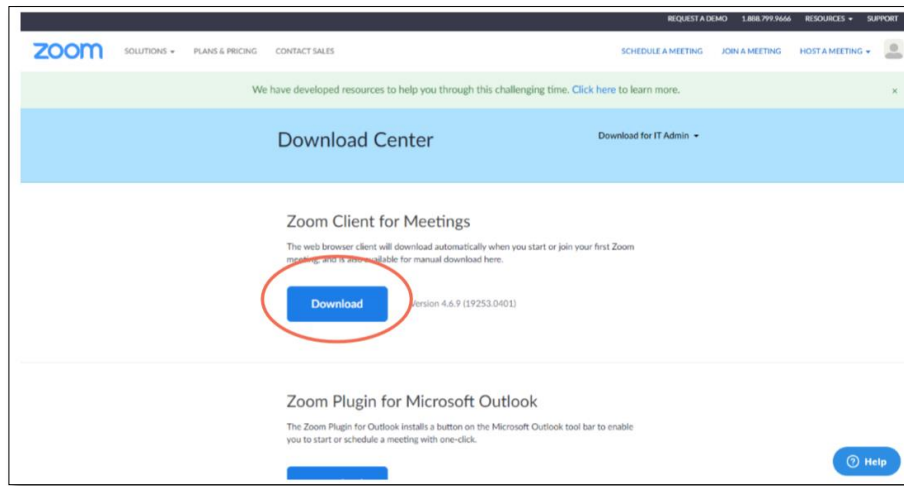 REQUEST A DEMO 1.888.799.9666 RESOURCES SUPPORT
zoom SOLUTIONS PLANS & PRICING CONTACT SALES SCHEDULE A MEETING JOIN A MEETING HOST A MEETING
We have developed resources to help you through this challenging time. Click here to learn more. ×
Download Center Download for IT Admin
Zoom Client for Meetings
The web browser client will download automatically when you start or join your first Zoom
meeting, and is also available for manual download here.
Download Version 4.6.9 (19253.0401)
Zoom Plugin for Microsoft Outlook
The Zoom Plugin for Outlook installs a button on the Microsoft Outlook tool bar to enable
you to start or schedule a meeting with one-click.
? Help